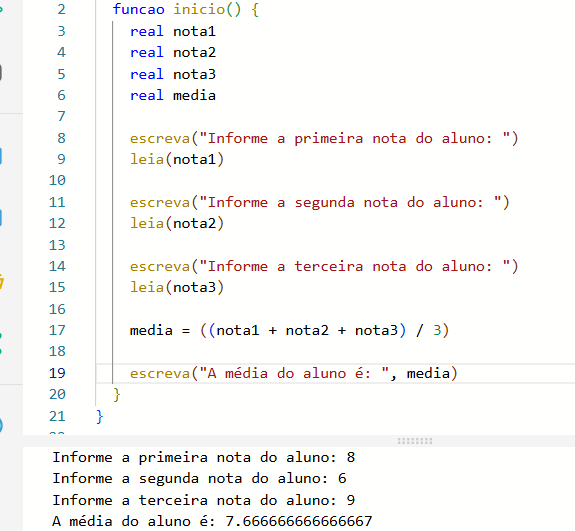 2 funcao inicio() {
3 real nota1
4 real nota2
5 real nota3
6 real media
7
8 escreva("Informe a primeira nota do aluno: ")
9 leia(nota1)
10
11 escreva("Informe a segunda nota do aluno: ")
12 leia(nota2)
13
14 escreva("Informe a terceira nota do aluno: ")
15 leia(nota3)
16
17 media = ((nota1 + nota2 + nota3) / 3)
18
19 escreva("A média do aluno é: ", media)
20 }
21 }
Informe a primeira nota do aluno: 8
Informe a segunda nota do aluno: 6
Informe a terceira nota do aluno: 9
A média do aluno é: 7.666666666666667